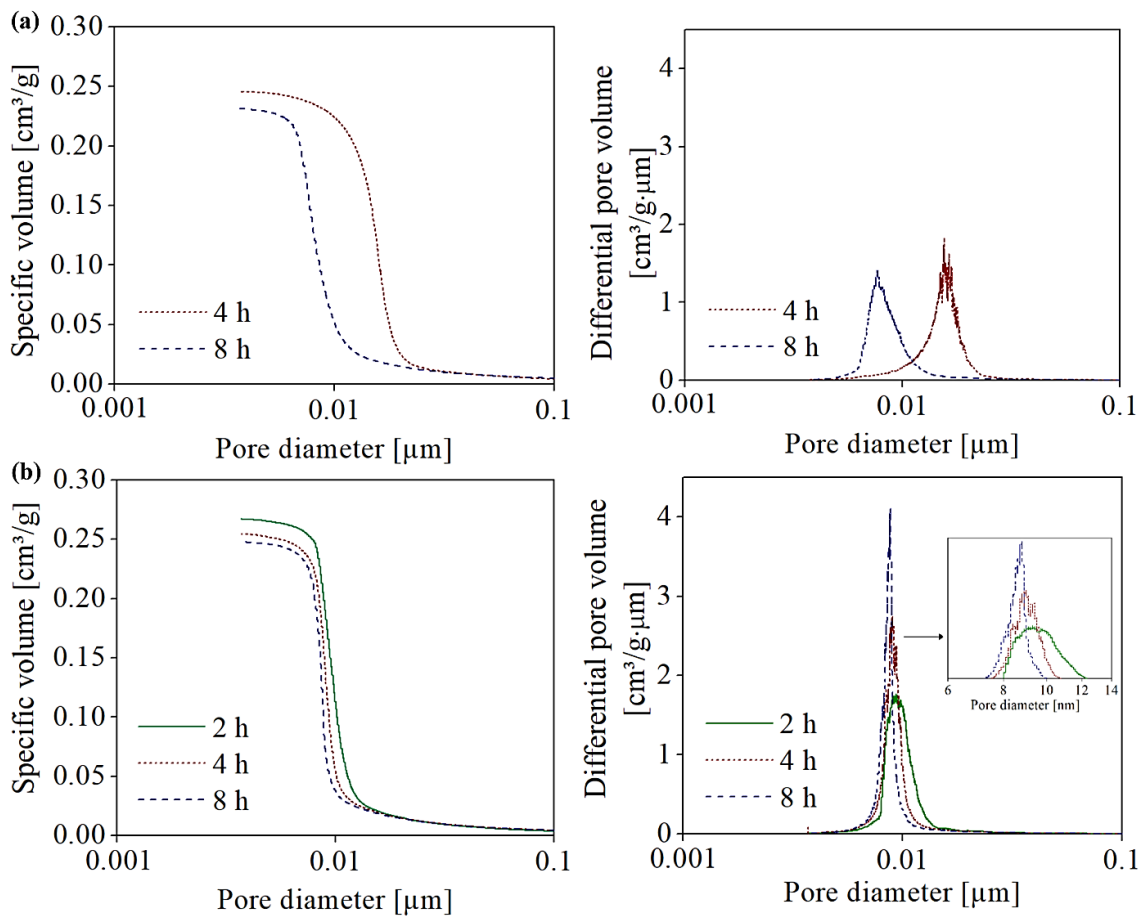 (a)
Specific volume [cm³/g]
0.30
0.25
0.20
0.15
0.10
0.05
0.00
4 h
8 h
0.001
0.01
0.1
Pore diameter [μm]
Differential pore volume
[cm³/g·μm]
4
3
2
1
0
4 h
8 h
0.001
0.01
0.1
Pore diameter [μm]
(b)
Specific volume [cm³/g]
0.30
0.25
0.20
0.15
0.10
0.05
0.00
2 h
4 h
8 h
0.001
0.01
0.1
Pore diameter [μm]
Differential pore volume
[cm³/g·μm]
4
3
2
1
0
2 h
4 h
8 h
6
8
10
12
14
Pore diameter [nm]
0.001
0.01
0.1
Pore diameter [μm]